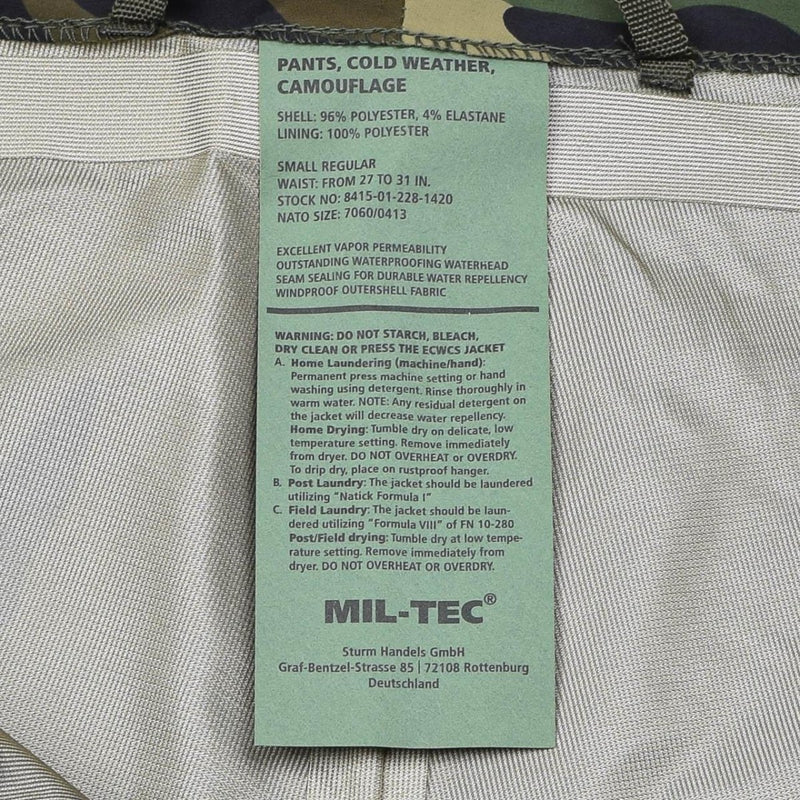 PANTS, COLD WEATHER,
CAMOUFLAGE
SHELL: 96% POLYESTER, 4% ELASTANE
LINING: 100% POLYESTER
SMALL REGULAR
WAIST: FROM 27 TO 31 IN.
STOCK NO: 8415-01-228-1420
NATO SIZE: 7060/0413
EXCELLENT VAPOR PERMEABILITY
OUTSTANDING WATERPROOFING WATERHEAD
SEAM SEALING FOR DURABLE WATER REPELLENCY
WINDPROOF OUTERSHELL FABRIC
WARNING: DO NOT STARCH, BLEACH,
DRY CLEAN OR PRESS THE ECWCS JACKET
A. Home Laundering (machine/hand):
Permanent press machine setting or hand
washing using detergent. Rinse thoroughly in
warm water. NOTE: Any residual detergent on
the jacket will decrease water repellency.
Home Drying: Tumble dry on delicate, low
temperature setting. Remove immediately
from dryer. DO NOT OVERHEAT or OVERDRY.
To drip dry, place on rustproof hanger.
B. Post Laundry: The jacket should be laundered
utilizing "Natick Formula I"
C. Field Laundry: The jacket should be laun-
dered utilizing "Formula VIII" of FN 10-280
Post/Field drying: Tumble dry at low tempe-
rature setting. Remove immediately from
dryer. DO NOT OVERHEAT OR OVERDRY.
MIL-TEC®
Sturm Handels GmbH
Graf-Bentzel-Strasse 85 | 72108 Rottenburg
Deutschland